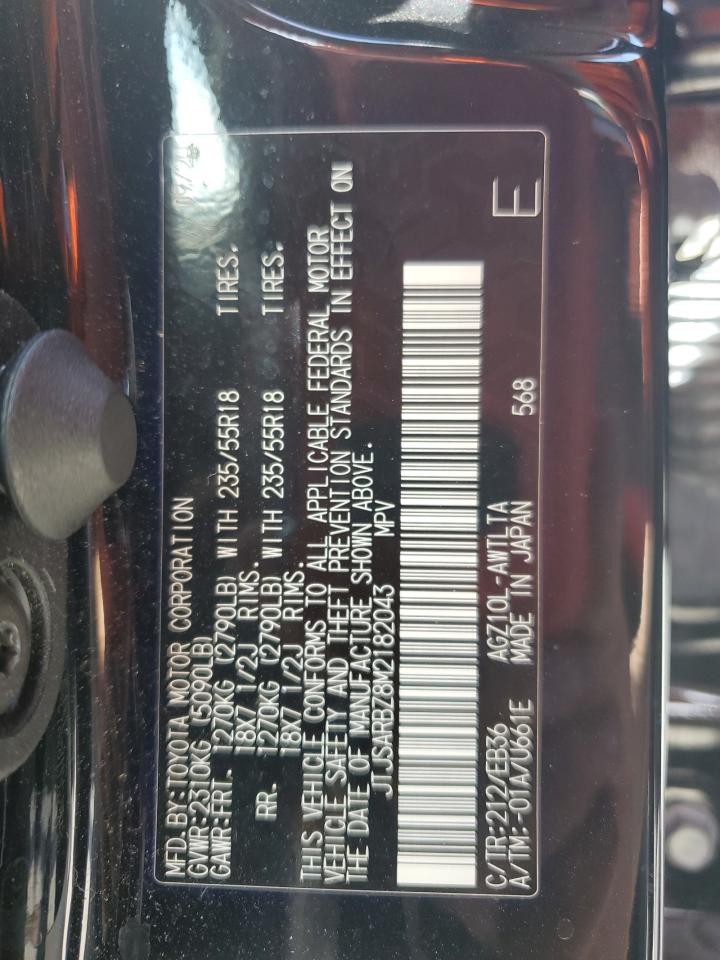 MFD.BY:TOYOTA MOTOR CORPORATION
GVWR:2310KG (5090LB)
GAWR:FRT. 1270KG (2790LB) WITH 235/55R18 TIRES.
18X7 1/2J RIMS.
RR. 1270KG (2790LB) WITH 235/55R18 TIRES.
18X7 1/2J RIMS.
THIS VEHICLE CONFORMS TO ALL APPLICABLE FEDERAL MOTOR
VEHICLE SAFETY AND THEFT PREVENTION STANDARDS IN EFFECT ON
THE DATE OF MANUFACTURE SHOWN ABOVE.
JTJSARBZ8M2182043 MPV
C/TR:212/EB36 AGZ10L-AWTLTA
A/TM:-01A/U661E MADE IN JAPAN 568 E